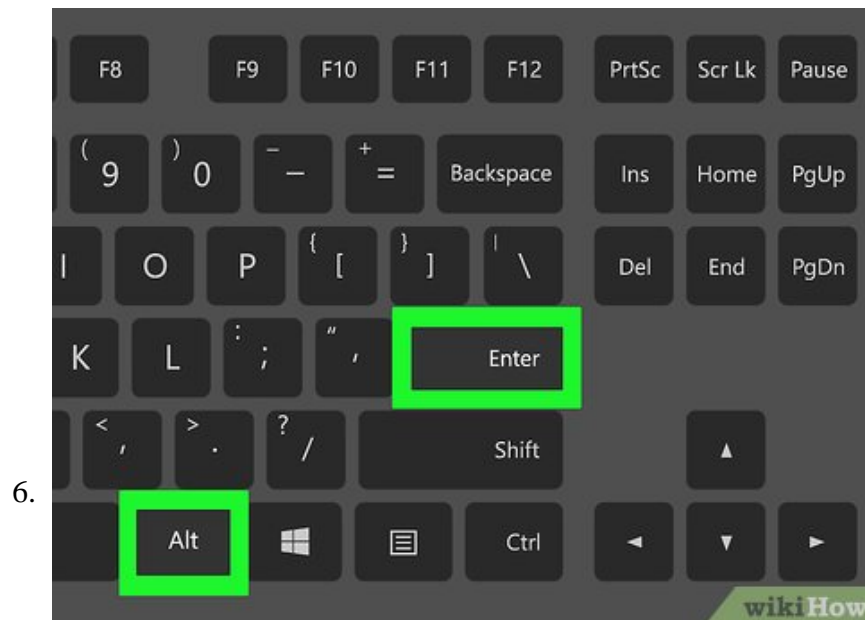 F8 F9 F10 F11 F12 PrtSc Scr Lk Pause
( 9 ) 0 _ - + = Backspace Ins Home PgUp
I O P { [ } ] | \ Del End PgDn
K L : ; " ' Enter
< , > . ? / Shift
6.
Alt Ctrl
wikiHow